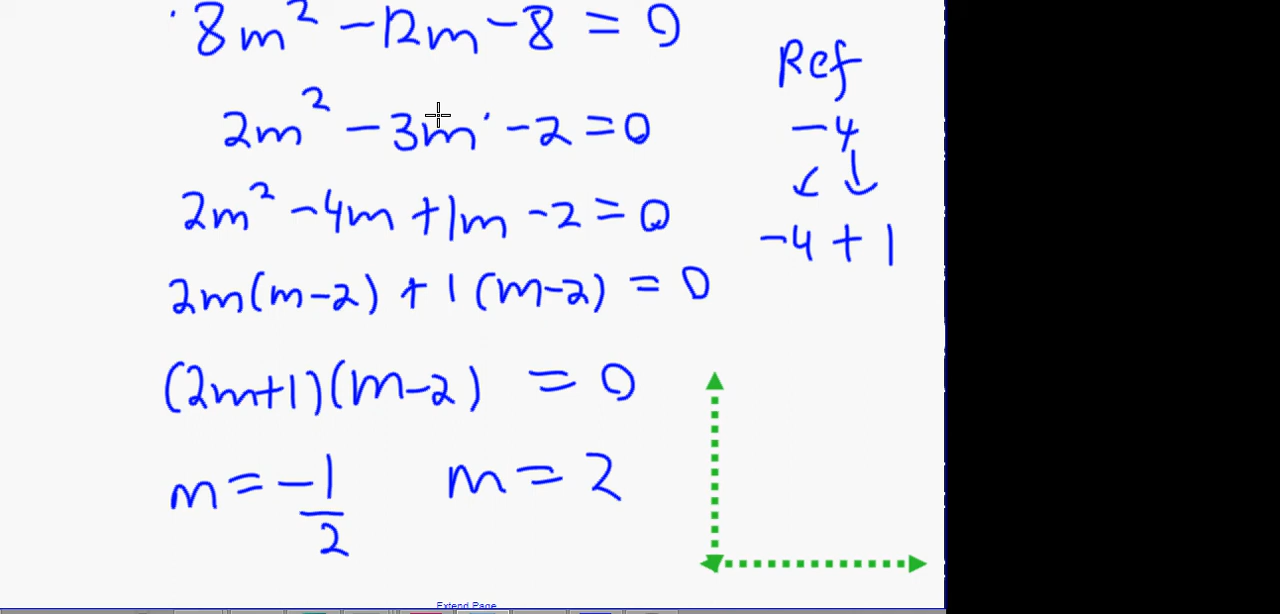 8m² - 12m - 8 = 0
2m² - 3m - 2 = 0
2m² - 4m + 1m - 2 = 0
2m(m-2) + 1(m-2) = 0
(2m+1)(m-2) = 0
m = -1/2 m = 2
Ref
-4
↙ ↓
-4 + 1
Extend Page